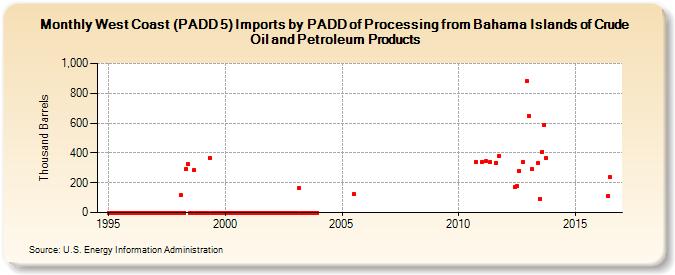 Monthly West Coast (PADD 5) Imports by PADD of Processing from Bahama Islands of Crude
Oil and Petroleum Products
Thousand Barrels
1,000
800
600
400
200
0
1995
2000
2005
2010
2015
Source: U.S. Energy Information Administration